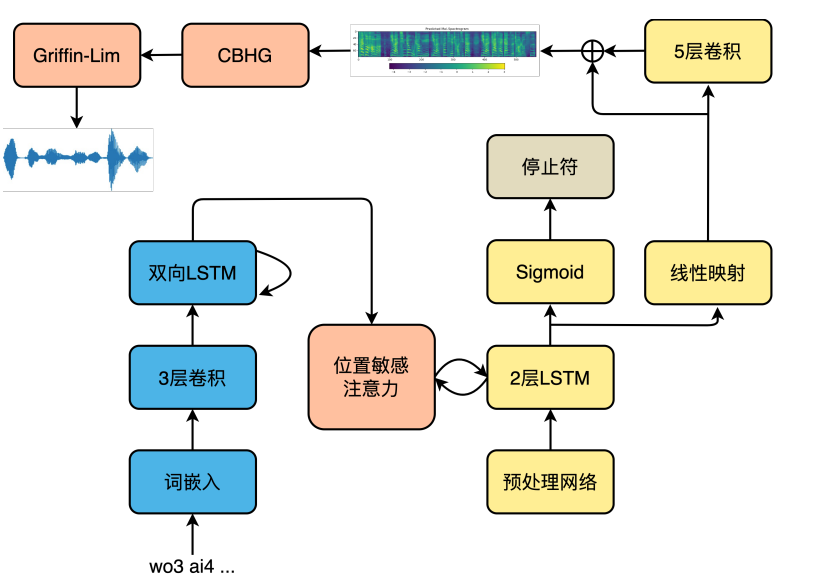 Griffin-Lim
CBHG
Predicted Mel Spectrogram
5层卷积
停止符
双向LSTM
Sigmoid
线性映射
位置敏感
注意力
3层卷积
2层LSTM
词嵌入
预处理网络
wo3 ai4 ...